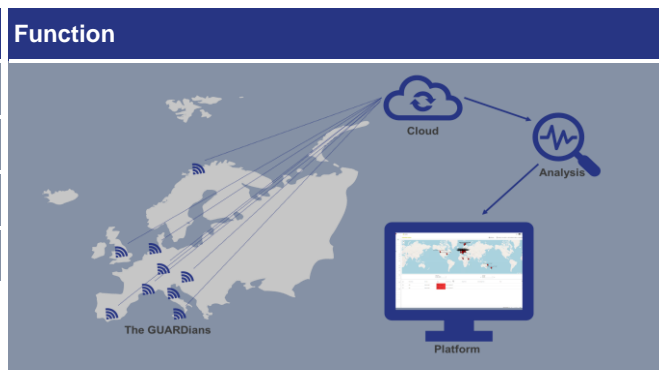 Function
Cloud
Analysis
The GUARDians
Platform